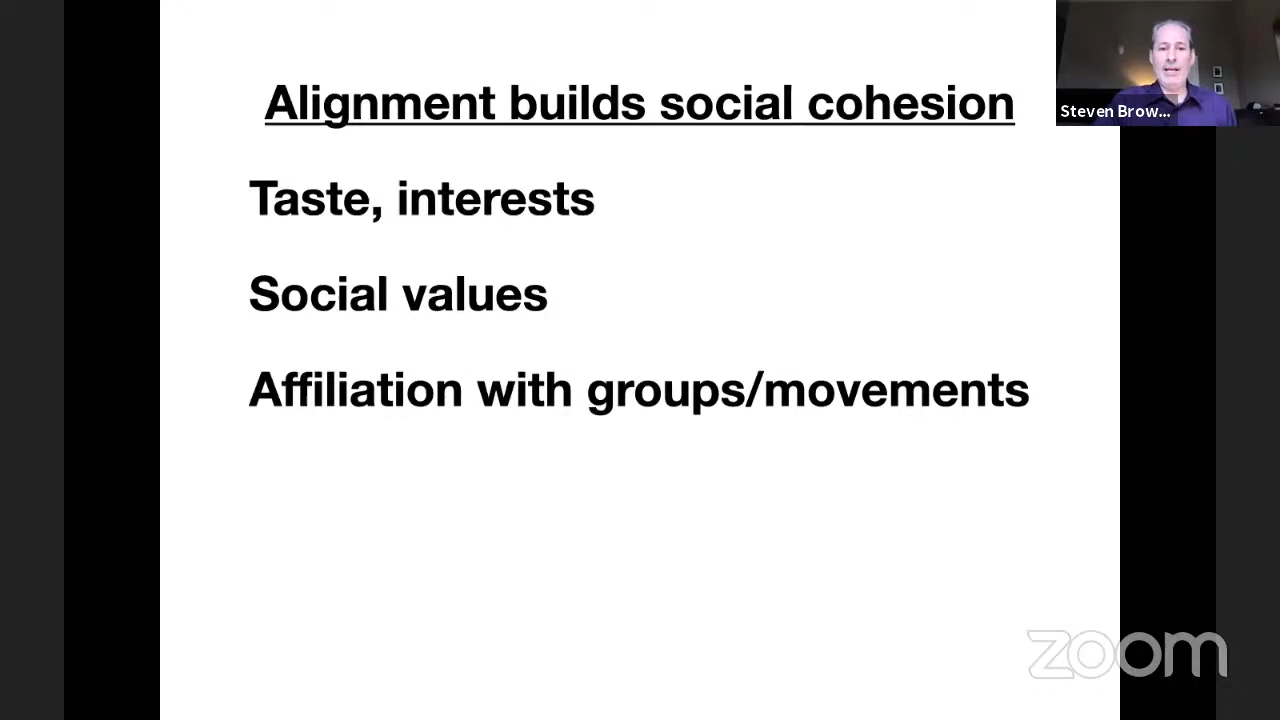 Alignment builds social cohesion
Steven Brow...
Taste, interests
Social values
Affiliation with groups/movements
zoom